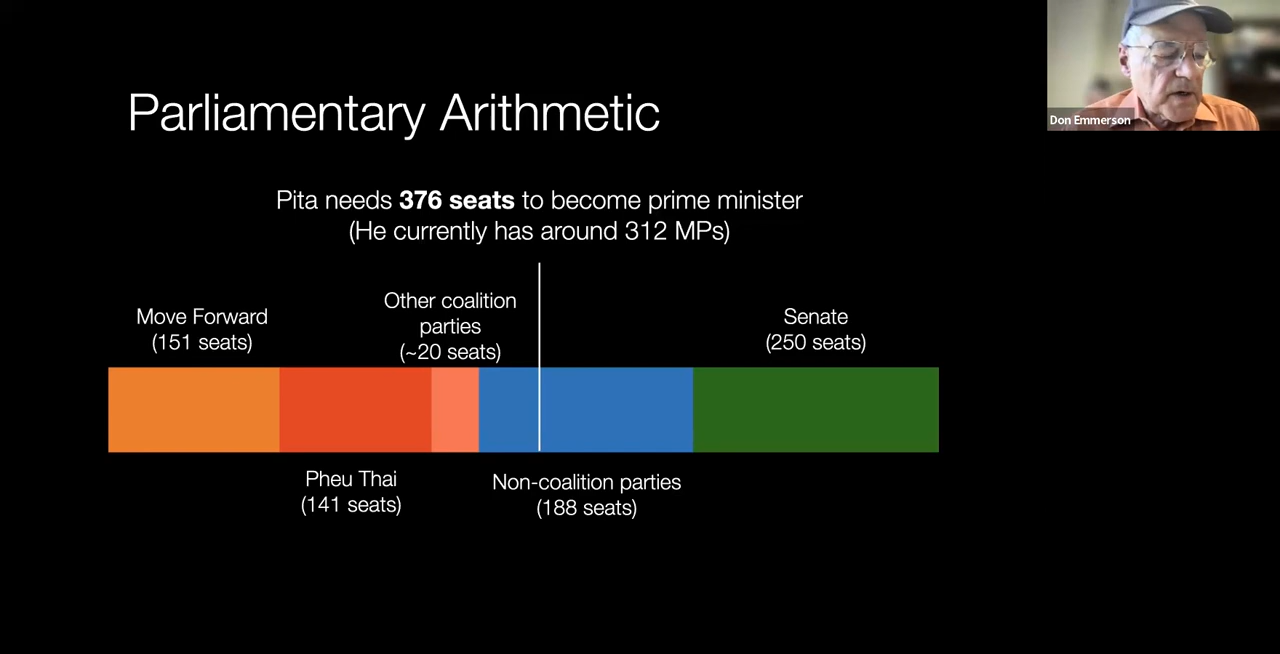 Parliamentary Arithmetic
Don Emmerson
Pita needs 376 seats to become prime minister
(He currently has around 312 MPs)
Move Forward
(151 seats)
Other coalition
parties
(~20 seats)
Senate
(250 seats)
Pheu Thai
(141 seats)
Non-coalition parties
(188 seats)